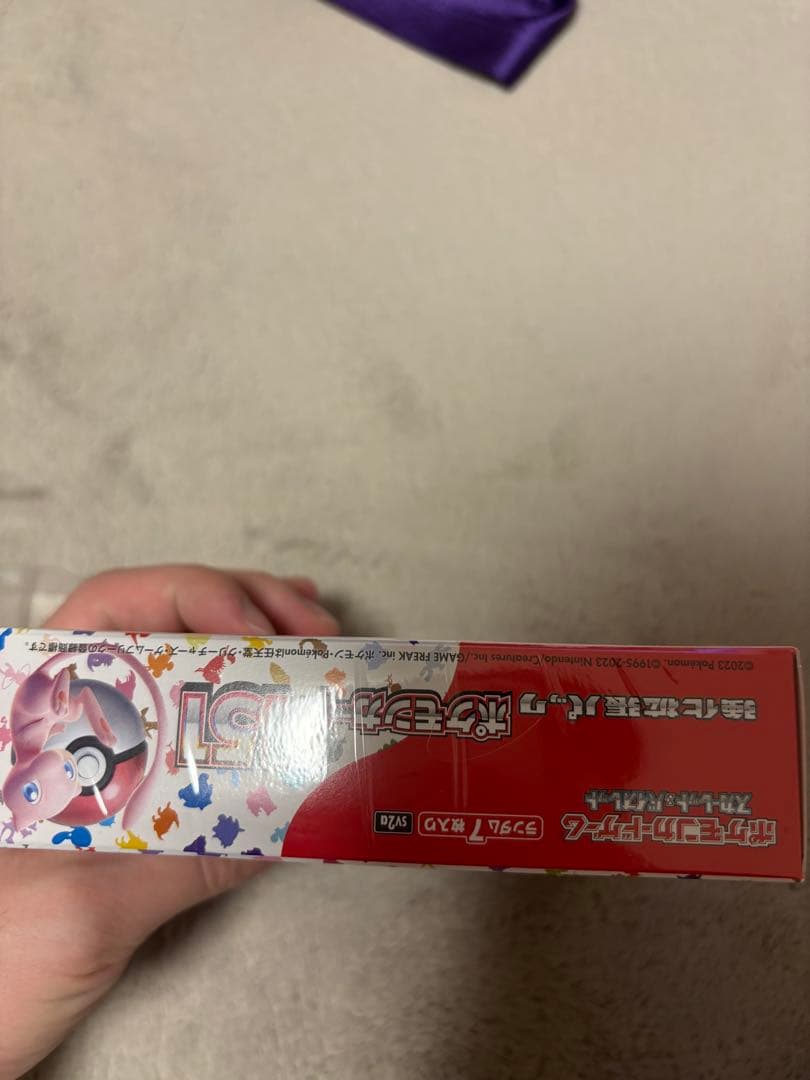 ポケモンカードゲーム
スカーレット&バイオレット
ランダム7枚入り
sv2a
強化拡張パック
ポケモンカード151
©2023 Pokémon. ©1995-2023 Nintendo/Creatures Inc./GAME FREAK inc. ポケモン・Pokémonは任天堂・クリーチャーズ・ゲームフリークの登録商標です。